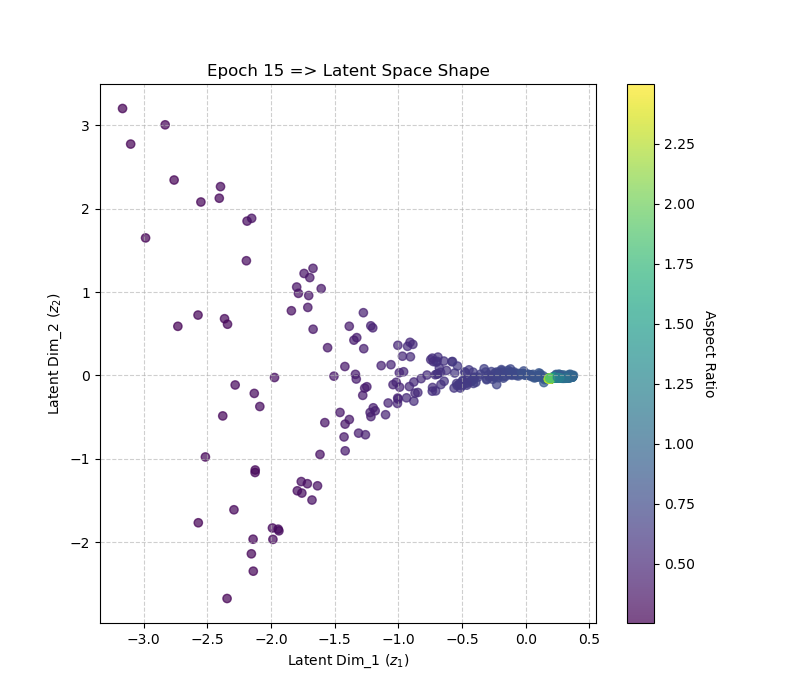 Epoch 15 => Latent Space Shape
3
2
1
0
−1
−2
Latent Dim_2 (z₂)
−3.0 −2.5 −2.0 −1.5 −1.0 −0.5 0.0 0.5
Latent Dim_1 (z₁)
2.25
2.00
1.75
1.50
1.25
1.00
0.75
0.50
Aspect Ratio